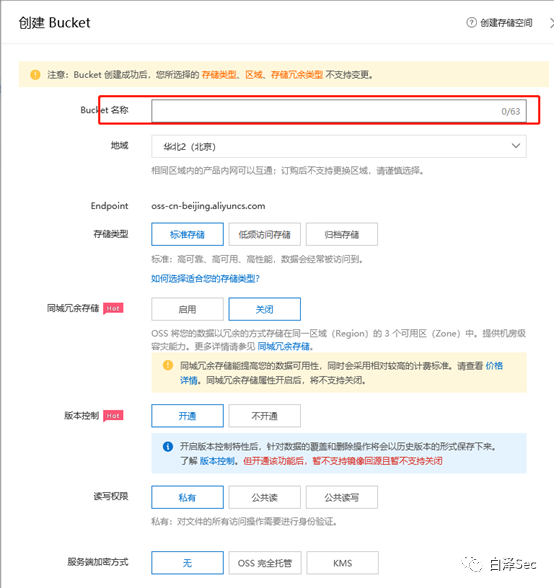 创建 Bucket
创建存储空间
注意：Bucket 创建成功后，您所选择的 存储类型、区域、存储冗余类型 不支持变更。
Bucket 名称
0/63
地域
华北2（北京）
相同区域内的产品内网可以互通；订购后不支持更换区域，请谨慎选择。
Endpoint
oss-cn-beijing.aliyuncs.com
存储类型
标准存储
低频访问存储
归档存储
标准：高可靠、高可用、高性能，数据会经常被访问到。
如何选择适合您的存储类型?
同城冗余存储
Hot
启用
关闭
OSS 将您的数据以冗余的方式存储在同一区域（Region）的 3 个可用区（Zone）中。提供机房级
容灾能力。更多详情请参见 同城冗余存储。
同城冗余存储能提高您的数据可用性，同时会采用相对较高的计费标准。请查看 价格
详情。同城冗余存储属性开启后，将不支持关闭。
版本控制
Hot
开通
不开通
开启版本控制特性后，针对数据的覆盖和删除操作将会以历史版本的形式保存下来。
了解 版本控制。但开通该功能后，暂不支持镜像回源且暂不支持关闭
读写权限
私有
公共读
公共读写
私有：对文件的所有访问操作需要进行身份验证。
服务端加密方式
无
OSS 完全托管
KMS
白泽Sec